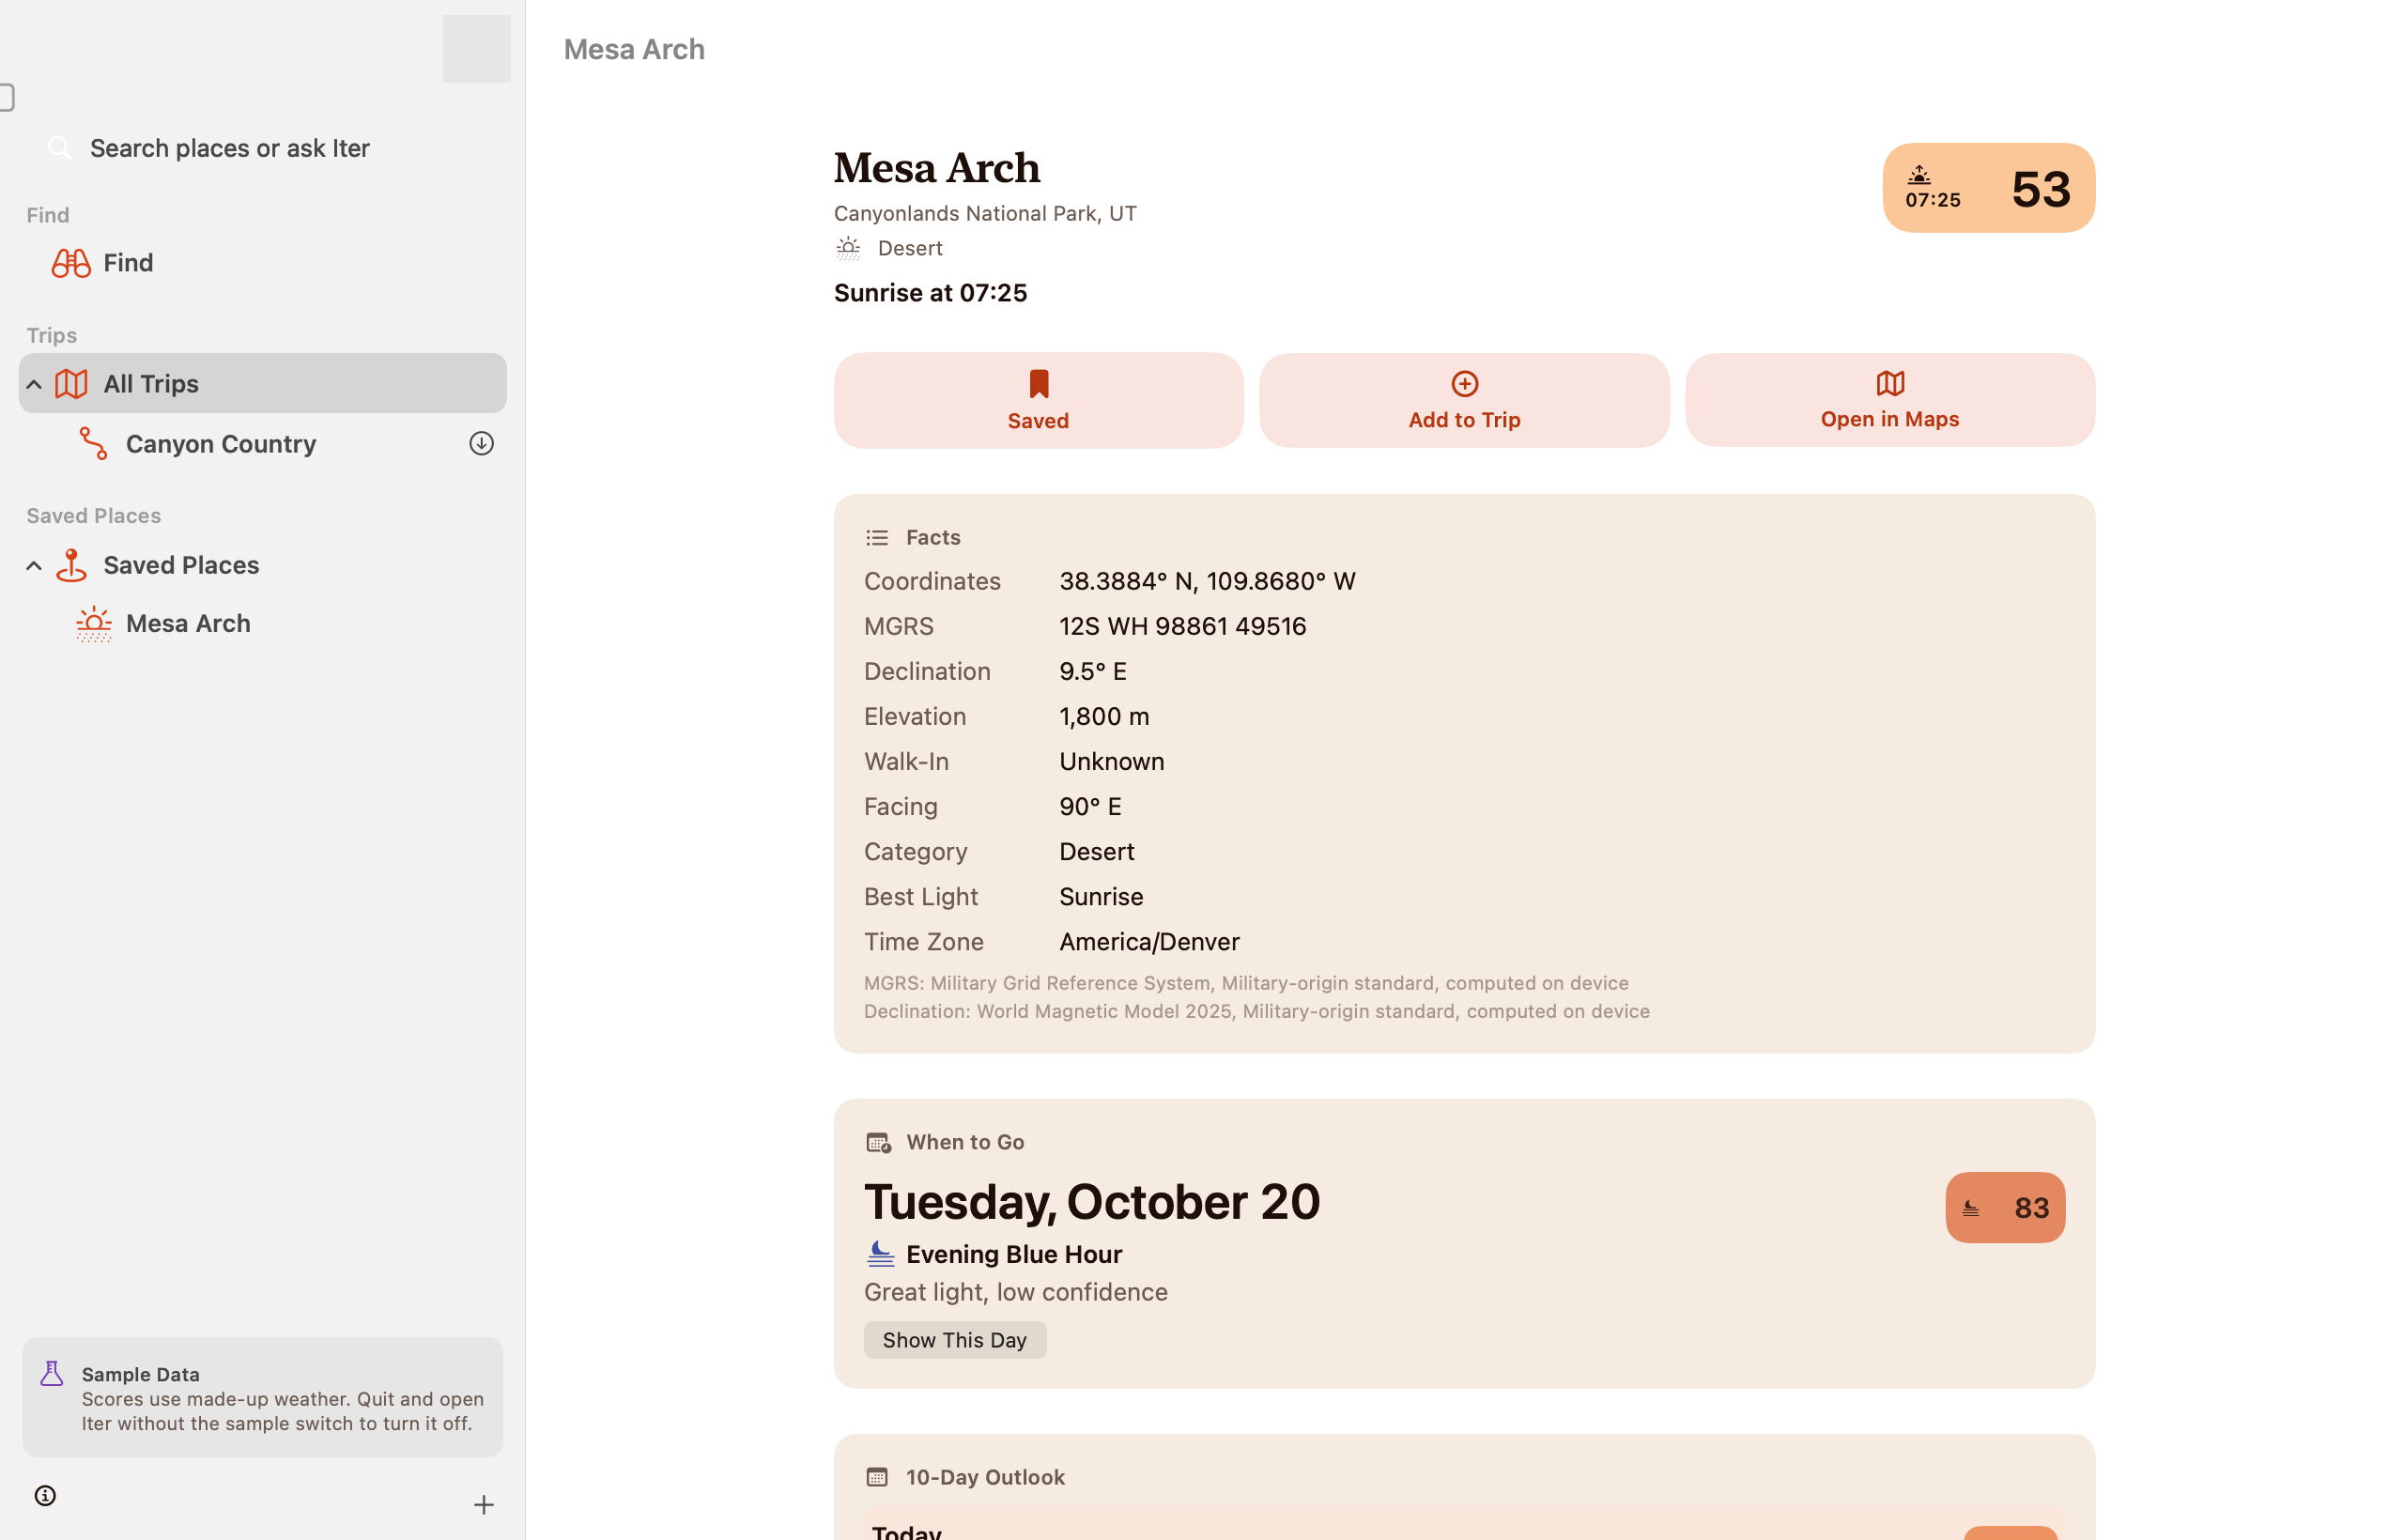 Search places or ask Iter
Find
Find
Trips
All Trips
Canyon Country
Saved Places
Saved Places
Mesa Arch
Sample Data
Scores use made-up weather. Quit and open
Iter without the sample switch to turn it off.
Mesa Arch
Mesa Arch
Canyonlands National Park, UT
Desert
Sunrise at 07:25
07:25
53
Saved
Add to Trip
Open in Maps
Facts
Coordinates 38.3884° N, 109.8680° W
MGRS 12S WH 98861 49516
Declination 9.5° E
Elevation 1,800 m
Walk-In Unknown
Facing 90° E
Category Desert
Best Light Sunrise
Time Zone America/Denver
MGRS: Military Grid Reference System, Military-origin standard, computed on device
Declination: World Magnetic Model 2025, Military-origin standard, computed on device
When to Go
Tuesday, October 20
83
Evening Blue Hour
Great light, low confidence
Show This Day
10-Day Outlook
Today